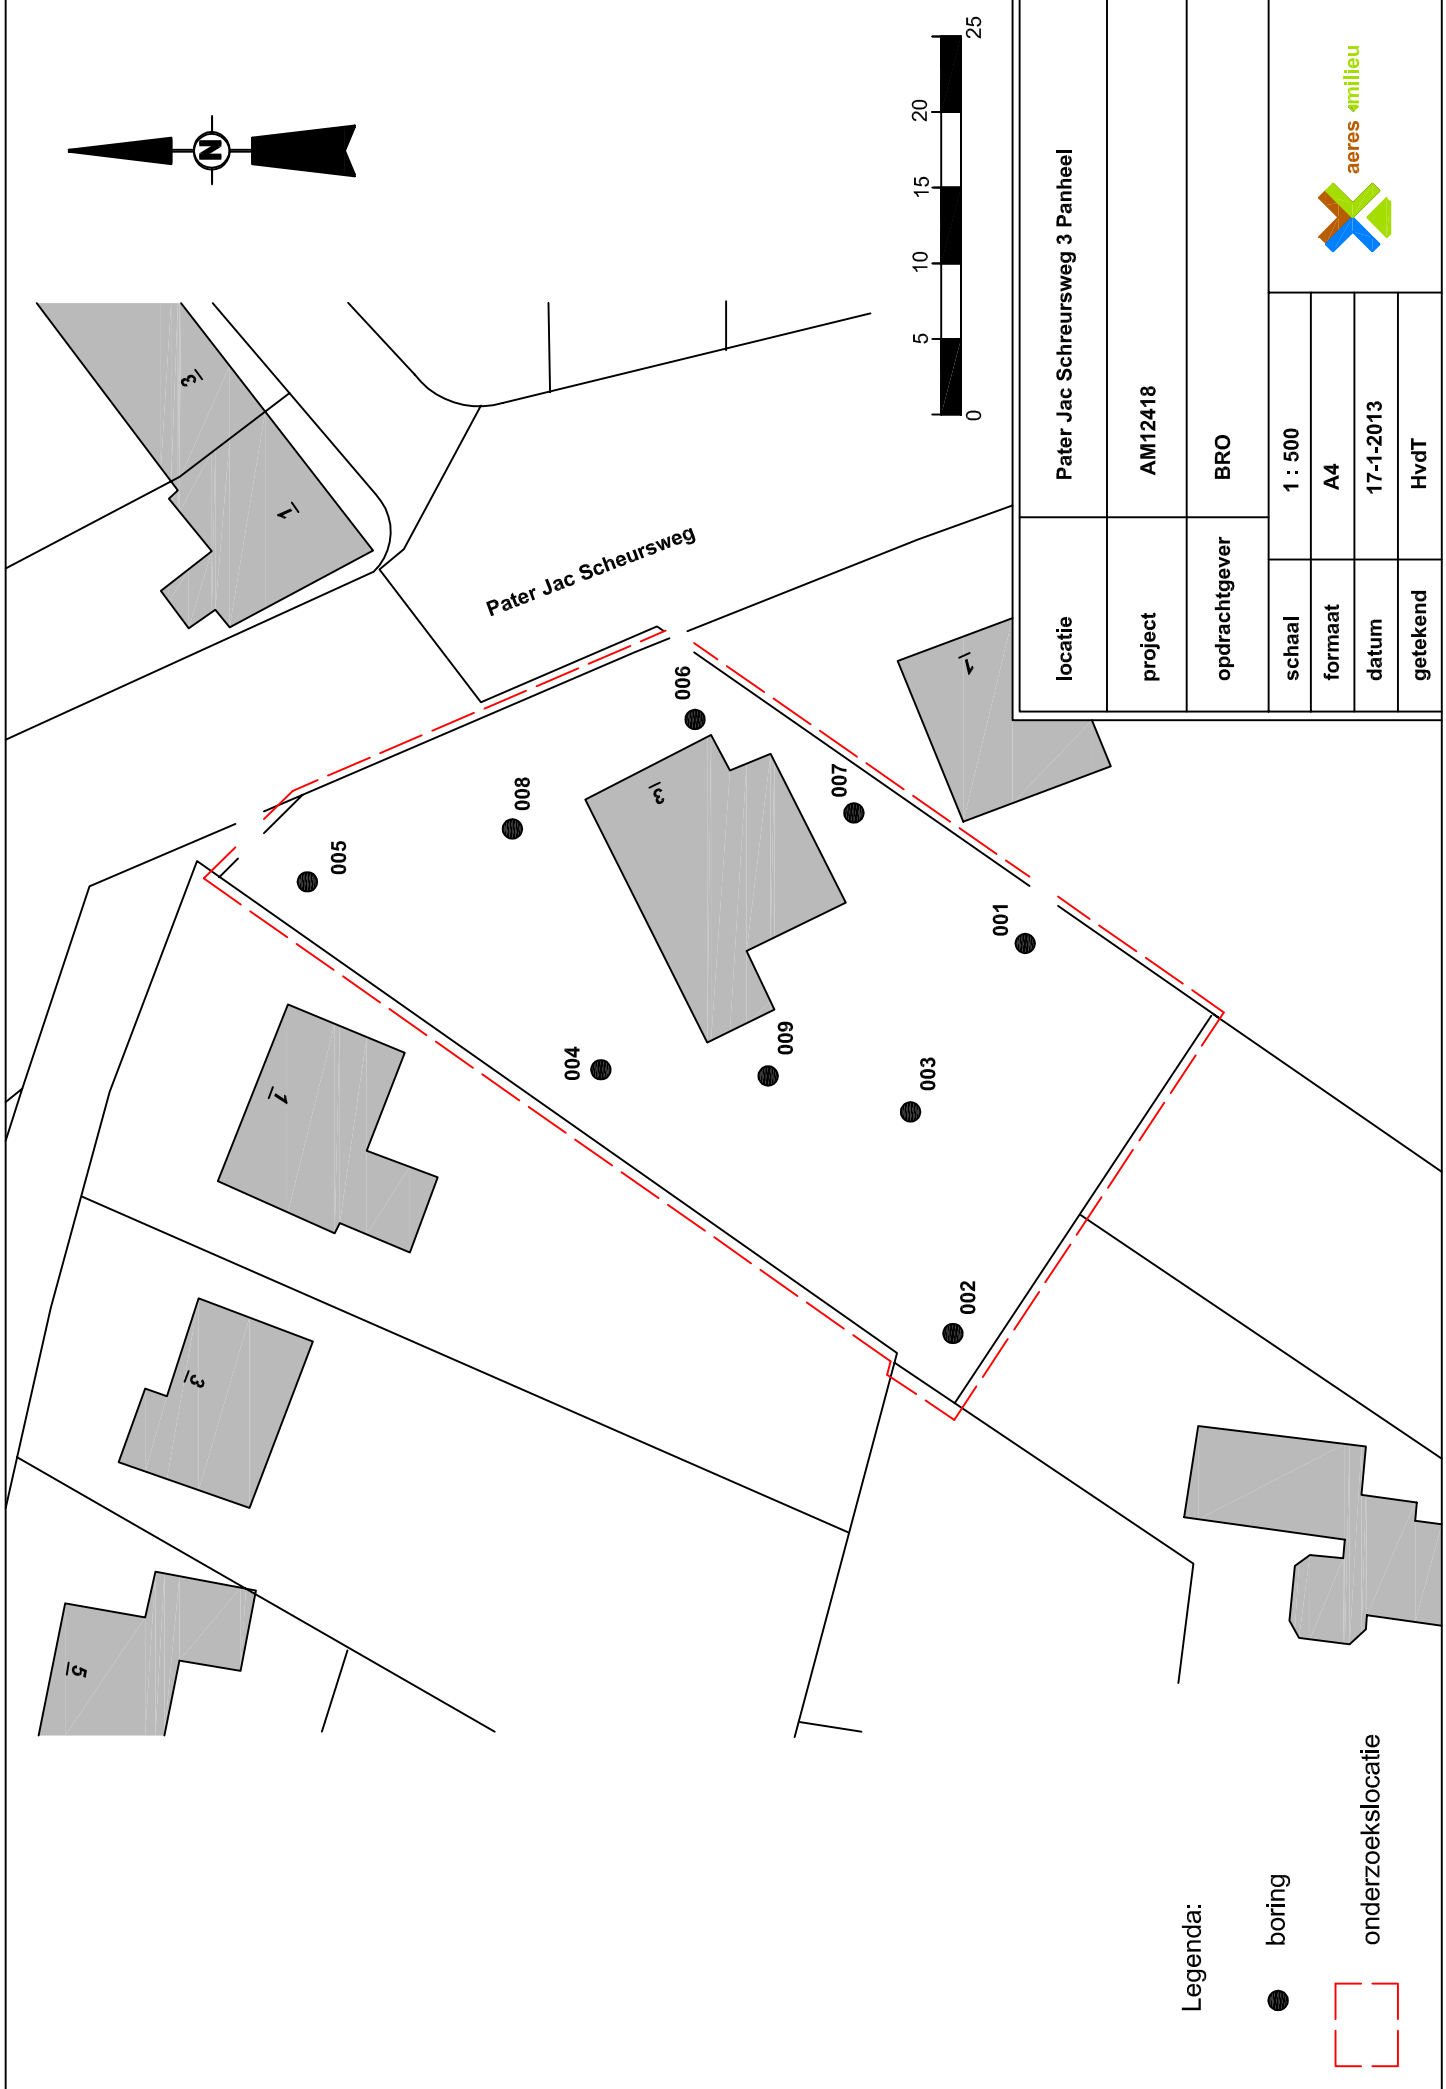 N
3
1
Pater Jac Scheursweg
0 5 10 15 20 25
1
3
5
3
1
001
002
003
004
005
006
007
008
009
Legenda:
boring
onderzoekslocatie
locatie Pater Jac Schreursweg 3 Panheel
project AM12418
opdrachtgever BRO
schaal 1 : 500
formaat A4
datum 17-1-2013
getekend HvdT
aeres milieu